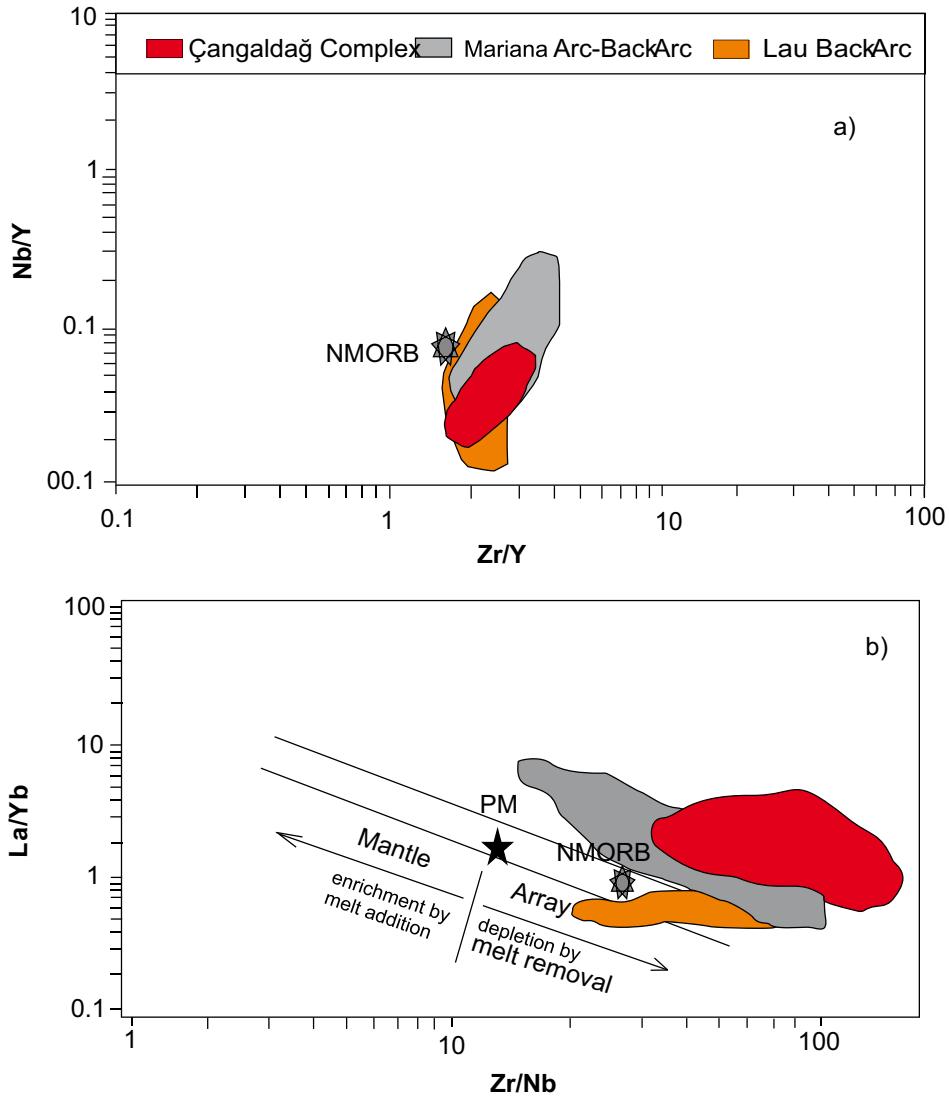 10
Çangaldağ Complex Mariana Arc-BackArc Lau BackArc
a)
1
Nb/Y
0.1
NMORB
00.1
0.1 1 10 100
Zr/Y
100
b)
10
La/Yb
PM
NMORB
Mantle
1
Array
enrichment by
melt addition
depletion by
melt removal
0.1
1 10 100
Zr/Nb